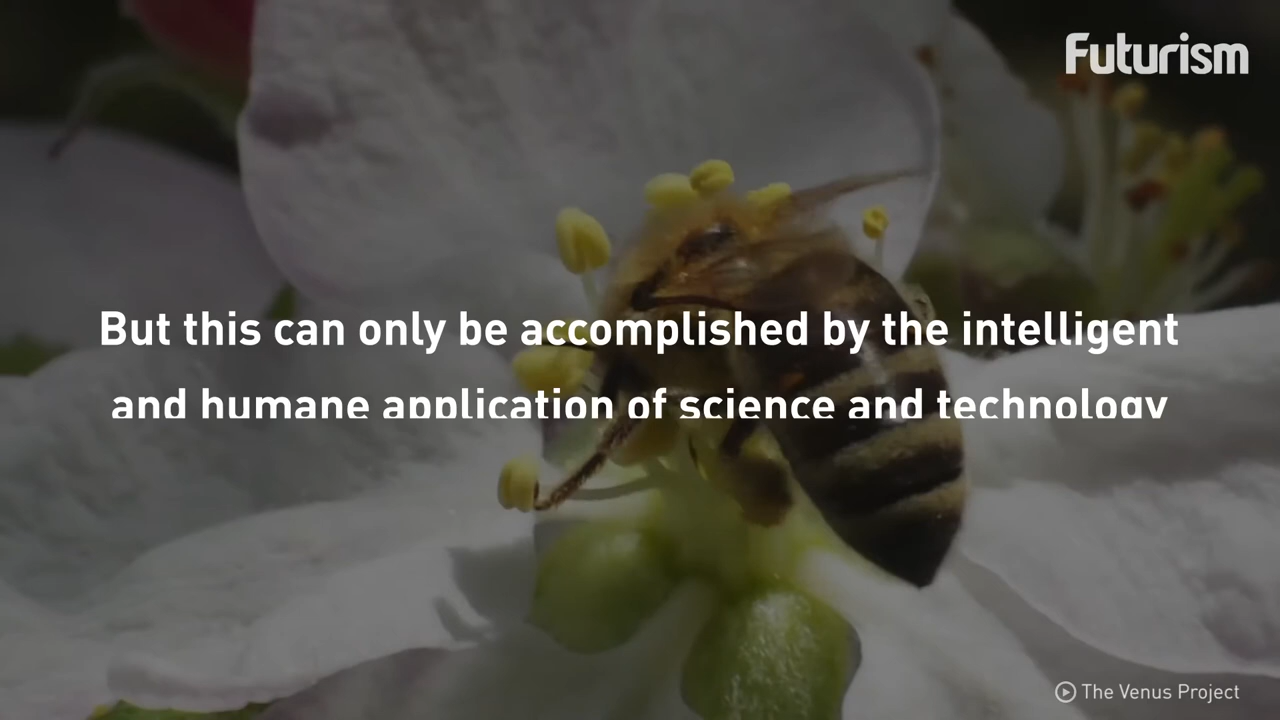 Futurism
But this can only be accomplished by the intelligent
and humane application of science and technology
The Venus Project